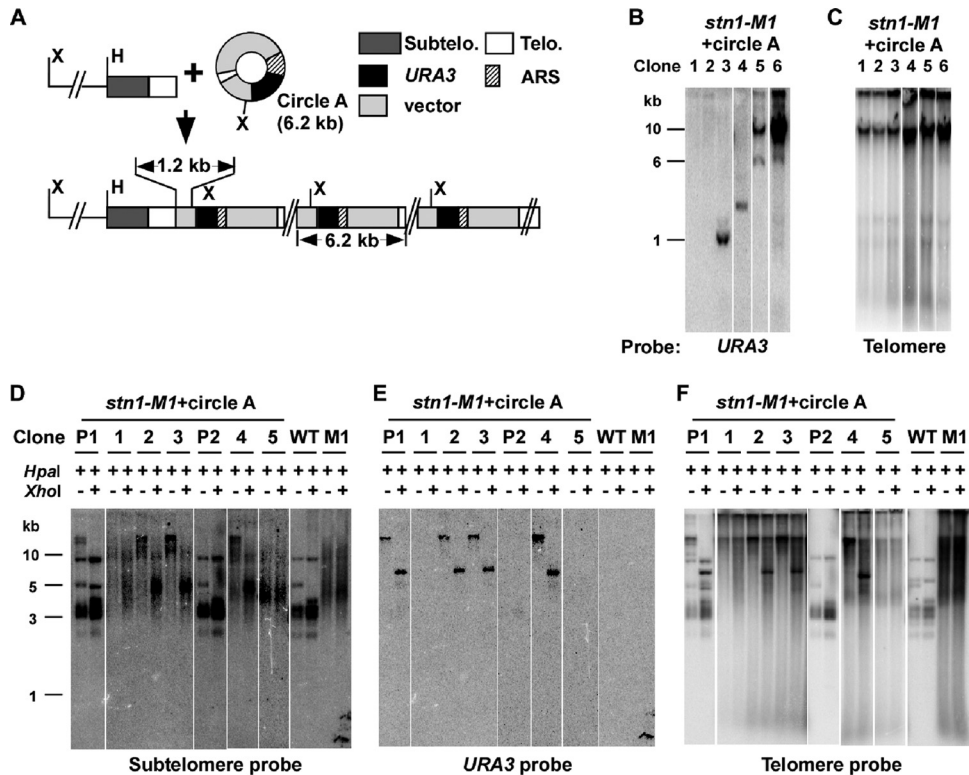 A
X
H
+
Circle A
(6.2 kb)
X
Subtelo.
Telo.
URA3
ARS
vector
1.2 kb
X
H
X
X
X
6.2 kb
B
stn1-M1
+circle A
Clone 1 2 3 4 5 6
kb
10
6
1
Probe: URA3
C
stn1-M1
+circle A
1 2 3 4 5 6
Telomere
D
stn1-M1+circle A
Clone P1 1 2 3 P2 4 5 WT M1
HpaI + + + + + + + + + + + + + + + + + +
XhoI - + - + - + - + - + - + - + - + - +
kb
10
5
3
1
Subtelomere probe
E
stn1-M1+circle A
P1 1 2 3 P2 4 5 WT M1
+ + + + + + + + + + + + + + + + + +
- + - + - + - + - + - + - + - + - +
URA3 probe
F
stn1-M1+circle A
P1 1 2 3 P2 4 5 WT M1
+ + + + + + + + + + + + + + + + + +
- + - + - + - + - + - + - + - + - +
Telomere probe